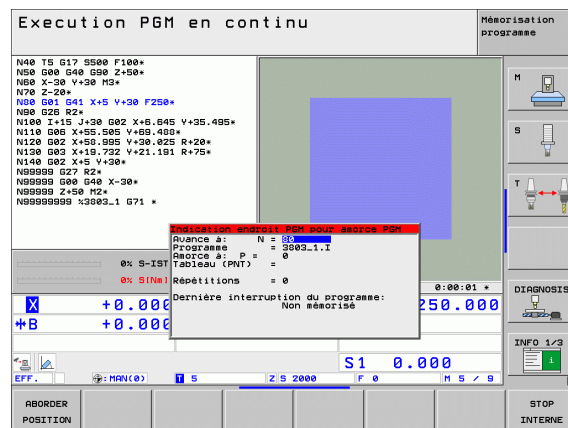 Execution PGM en continu
Mémorisation
programme
N40 T5 G17 S500 F100*
N50 G00 G40 G90 Z+50*
N60 X-30 Y+30 M3*
N70 Z-20*
N80 G01 G41 X+5 Y+30 F250*
N90 G26 R2*
N100 I+15 J+30 G02 X+6.645 Y+35.495*
N110 G06 X+55.505 Y+69.488*
N120 G02 X+58.995 Y+30.025 R+20*
N130 G03 X+19.732 Y+21.191 R+75*
N140 G02 X+5 Y+30*
N99999 G27 R2*
N99999 G00 G40 X-30*
N99999 Z+50 M2*
N99999999 %3803_1 G71 *
Indication endroit PGM pour amorce PGM
Avance à: N = 80
Programme = 3803_1.I
Amorce à: P = 0
Tableau (PNT) =
Répétitions = 0
Dernière interruption du programme:
Non mémorisé
0% S-IST
0% S[Nm]
0:00:01 *
X +0.000
250.000
B +0.000
S1 0.000
EFF.
MAN(0)
T 5
Z S 2000
F 0
M 5 / 9
M
S
T
DIAGNOSIS
INFO 1/3
ABORDER
POSITION
STOP
INTERNE